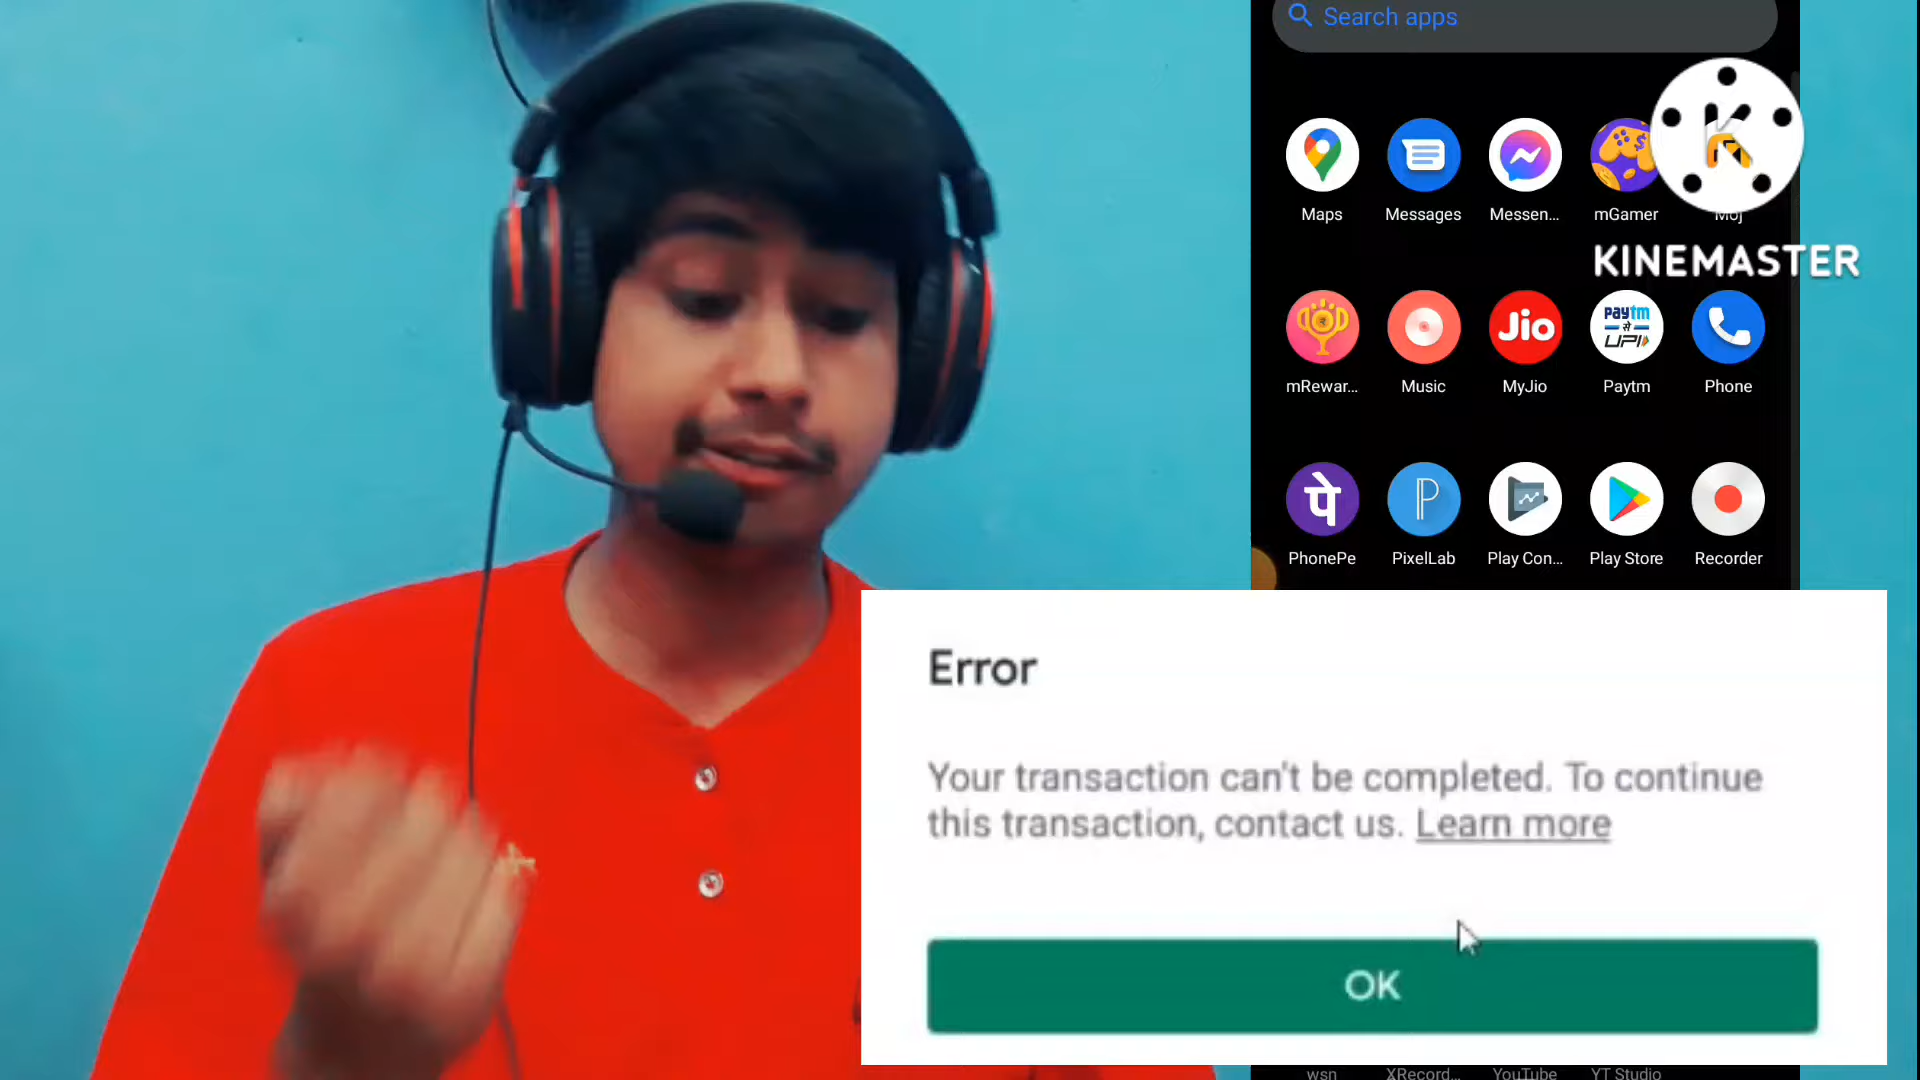 Search apps
Maps
Messages
Messen...
mGamer
Moj
KINEMASTER
Jio
paytm
से
UPI
mRewar...
Music
MyJio
Paytm
Phone
पे
PhonePe
PixelLab
Play Con...
Play Store
Recorder
Error
Your transaction can't be completed. To continue
this transaction, contact us. Learn more
OK
wsn
XRecord...
YouTube
YT Studio